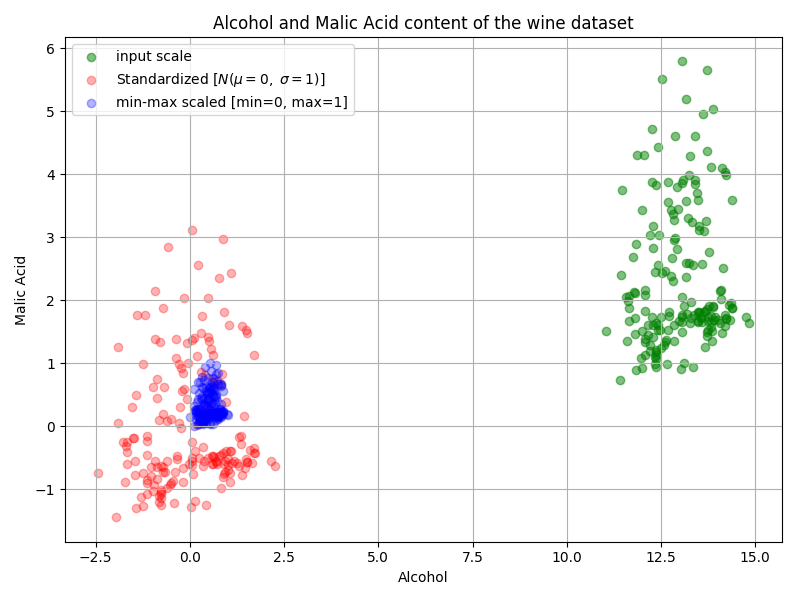 Alcohol and Malic Acid content of the wine dataset
input scale
Standardized [N(μ=0, σ=1)]
min-max scaled [min=0, max=1]
6
5
4
3
2
1
0
−1
Malic Acid
−2.5 0.0 2.5 5.0 7.5 10.0 12.5 15.0
Alcohol